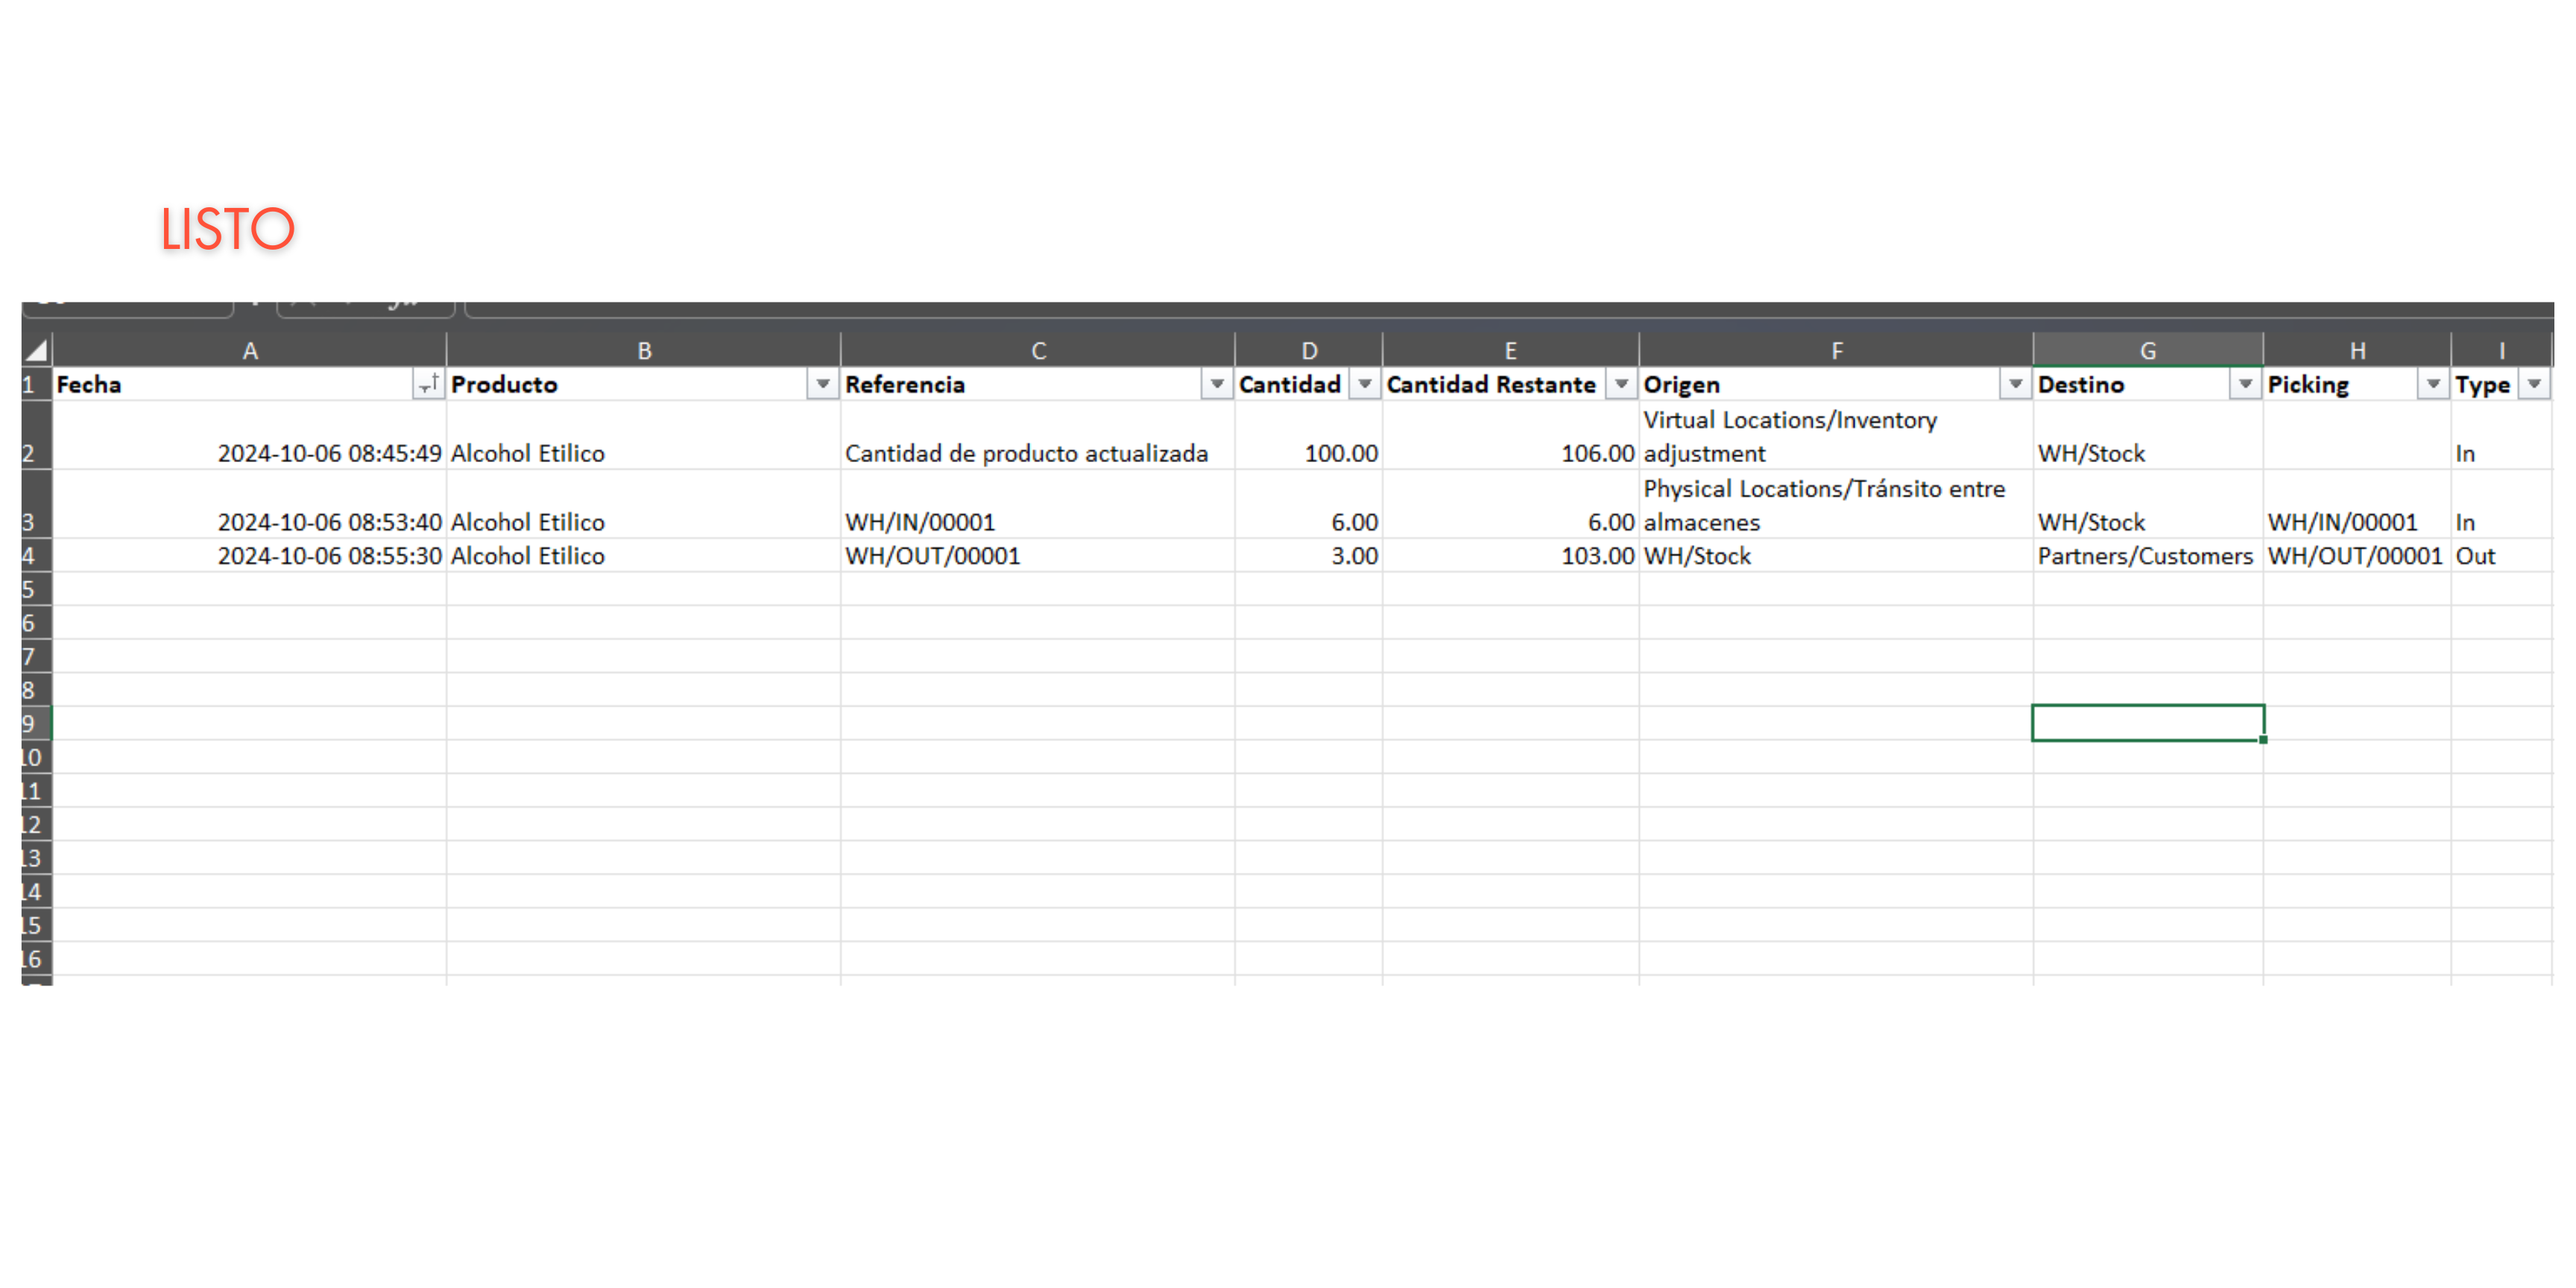 LISTO
A B C D E F G H I
1 Fecha Producto Referencia Cantidad Cantidad Restante Origen Destino Picking Type
Virtual Locations/Inventory
2 2024-10-06 08:45:49 Alcohol Etilico Cantidad de producto actualizada 100.00 106.00 adjustment WH/Stock In
Physical Locations/Tránsito entre
3 2024-10-06 08:53:40 Alcohol Etilico WH/IN/00001 6.00 6.00 almacenes WH/Stock WH/IN/00001 In
4 2024-10-06 08:55:30 Alcohol Etilico WH/OUT/00001 3.00 103.00 WH/Stock Partners/Customers WH/OUT/00001 Out
5
6
7
8
9
10
11
12
13
14
15
16